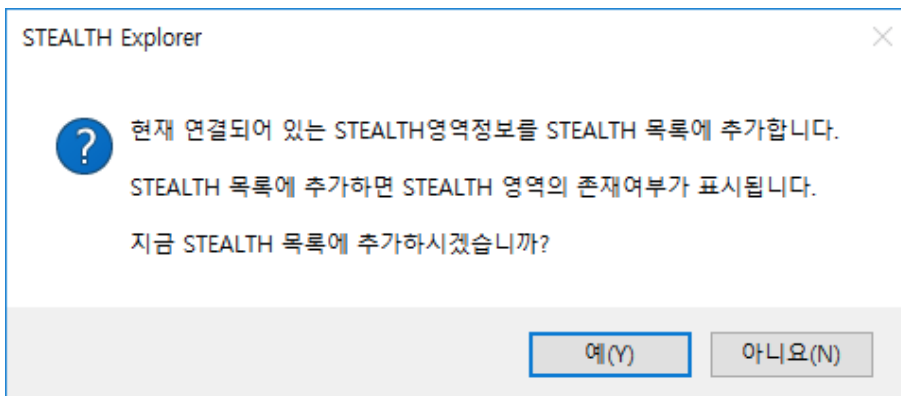 STEALTH Explorer
현재 연결되어 있는 STEALTH영역정보를 STEALTH 목록에 추가합니다.
STEALTH 목록에 추가하면 STEALTH 영역의 존재여부가 표시됩니다.
지금 STEALTH 목록에 추가하시겠습니까?
예(Y) 아니요(N)